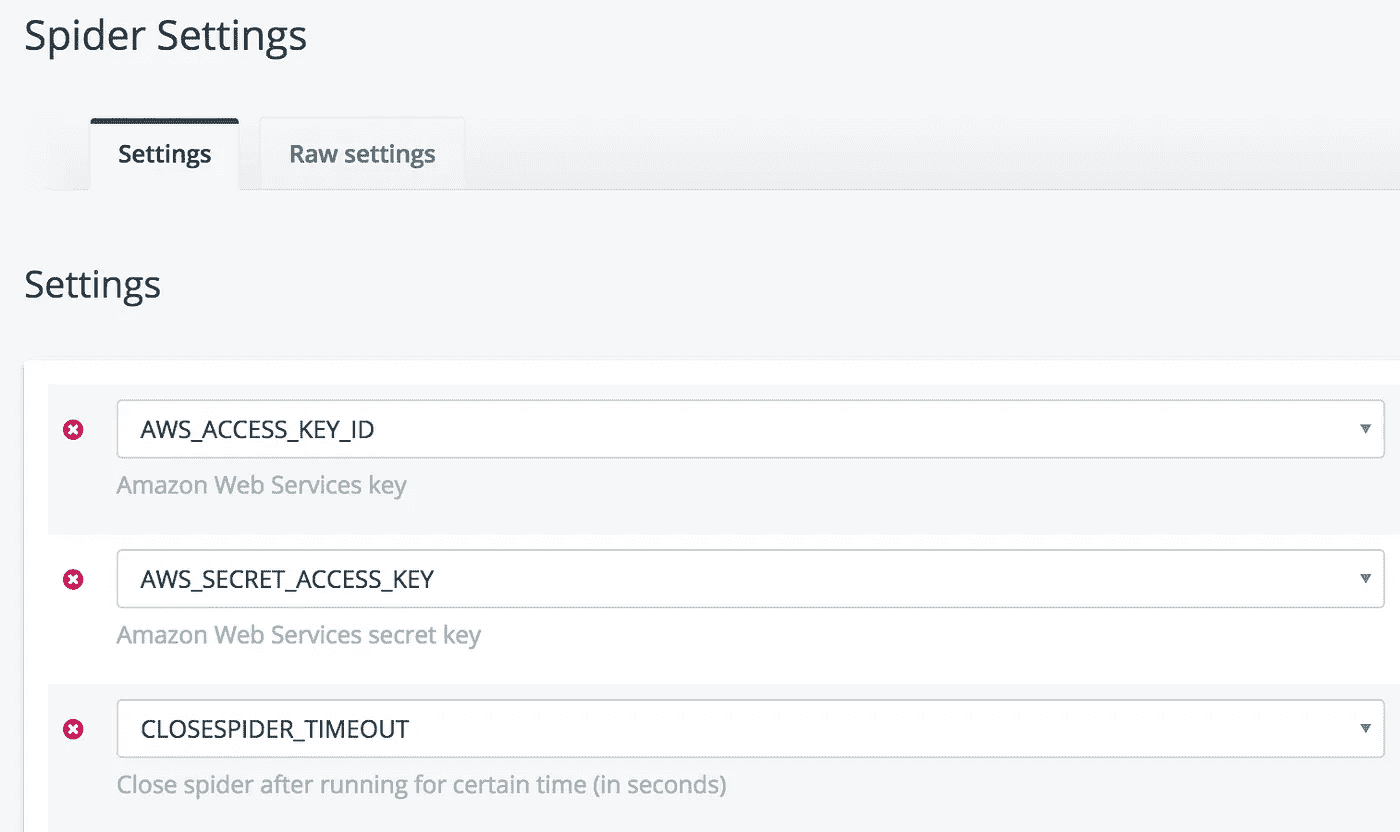 Spider Settings
Settings
Raw settings
Settings
AWS_ACCESS_KEY_ID
Amazon Web Services key
AWS_SECRET_ACCESS_KEY
Amazon Web Services secret key
CLOSESPIDER_TIMEOUT
Close spider after running for certain time (in seconds)